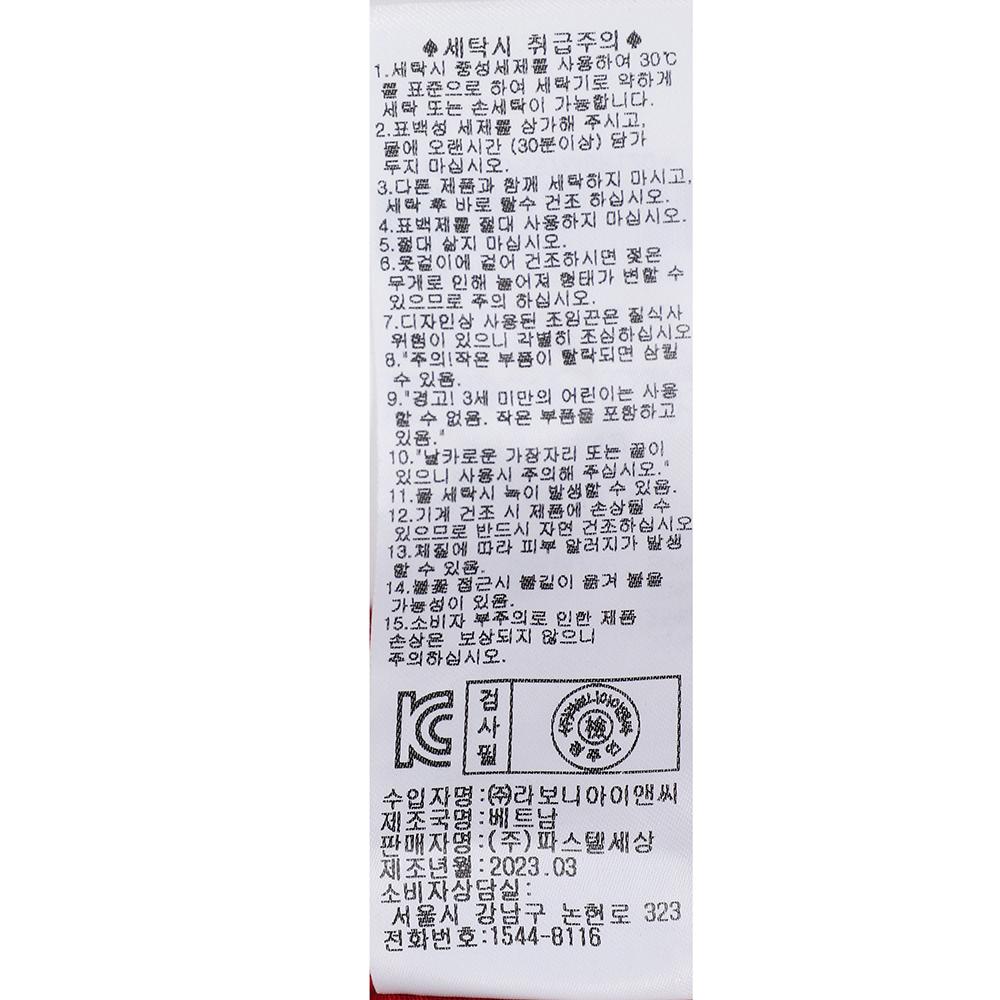 ♠세탁시 취급주의♠
1.세탁시 중성세제를 사용하여 30℃
를 표준으로 하여 세탁기로 약하게
세탁 또는 손세탁이 가능합니다.
2.표백성 세제를 삼가해 주시고,
물에 오랜시간 (30분이상) 담가
두지 마십시오.
3.다른 제품과 함께 세탁하지 마시고,
세탁 후 바로 탈수 건조 하십시오.
4.표백제를 절대 사용하지 마십시오.
5.절대 삶지 마십시오.
6.옷걸이에 걸어 건조하시면 젖은
무게로 인해 늘어져 형태가 변할 수
있으므로 주의 하십시오.
7.디자인상 사용된 조임끈은 질식사
위험이 있으니 각별히 조심하십시오
8."주의!작은 부품이 탈락되면 삼킬
수 있음.
9."경고! 3세 미만의 어린이는 사용
할 수 없음. 작은 부품을 포함하고
있음."
10."날카로운 가장자리 또는 끝이
있으니 사용시 주의해 주십시오."
11.물 세탁시 녹이 발생할 수 있음.
12.기계 건조 시 제품에 손상될 수
있으므로 반드시 자연 건조하십시오
13.체질에 따라 피부 알러지가 발생
할 수 있음.
14.불꽃 접근시 불길이 옮겨 붙을
가능성이 있음.
15.소비자 부주의로 인한 제품
손상은 보상되지 않으니
주의하십시오.
KC
검사필
檢
수입자명:㈜라보니아이앤씨
제조국명:베트남
판매자명:(주)파스텔세상
제조년월:2023.03
소비자상담실:
서울시 강남구 논현로 323
전화번호:1544-8116